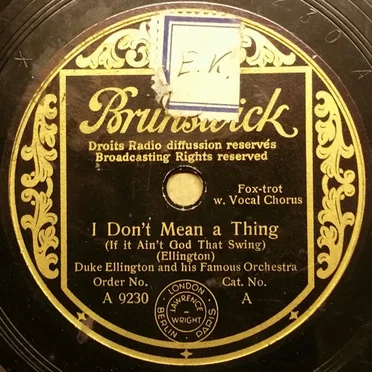 E.K.
Brunswick
Droits Radio diffussion reservés
Broadcasting Rights reserved
Fox-trot
w. Vocal Chorus
I Don't Mean a Thing
(If it Ain't God That Swing)
(Ellington)
Duke Ellington and his Famous Orchestra
Order No. Cat. No.
A 9230 A
LONDON
LAWRENCE
WRIGHT
BERLIN PARIS